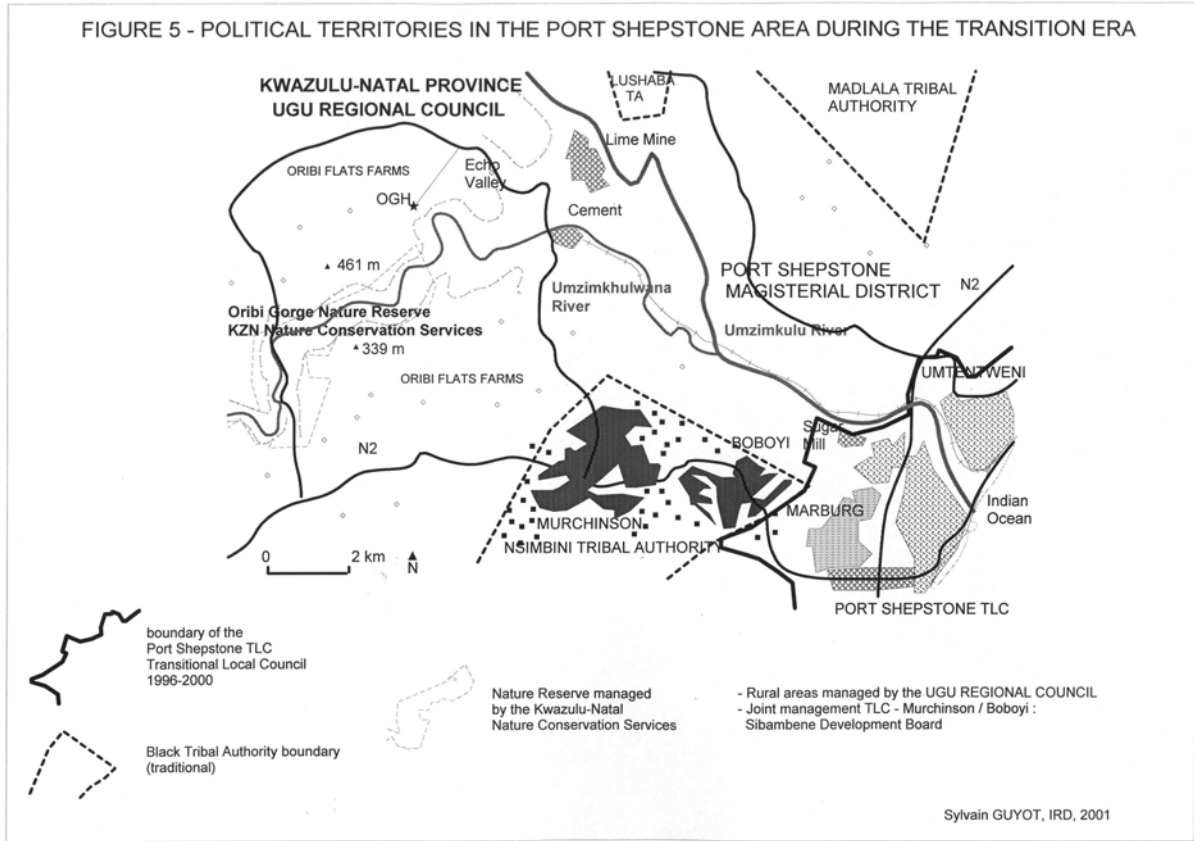 FIGURE 5 - POLITICAL TERRITORIES IN THE PORT SHEPSTONE AREA DURING THE TRANSITION ERA
KWAZULU-NATAL PROVINCE
UGU REGIONAL COUNCIL
LUSHABA
TA
MADLALA TRIBAL
AUTHORITY
Lime Mine
ORIBI FLATS FARMS
Echo
Valley
OGH
Cement
461 m
PORT SHEPSTONE
MAGISTERIAL DISTRICT
N2
Umzimkhulwana
River
Oribi Gorge Nature Reserve
KZN Nature Conservation Services
Umzimkulu River
339 m
UMTENTWENI
ORIBI FLATS FARMS
Sugar
Mill
BOBOYI
N2
Indian
Ocean
MURCHINSON
MARBURG
NSIMBINI TRIBAL AUTHORITY
0 2 km
N
PORT SHEPSTONE TLC
boundary of the
Port Shepstone TLC
Transitional Local Council
1996-2000
Nature Reserve managed
by the Kwazulu-Natal
Nature Conservation Services
- Rural areas managed by the UGU REGIONAL COUNCIL
- Joint management TLC - Murchinson / Boboyi :
Sibambene Development Board
Black Tribal Authority boundary
(traditional)
Sylvain GUYOT, IRD, 2001